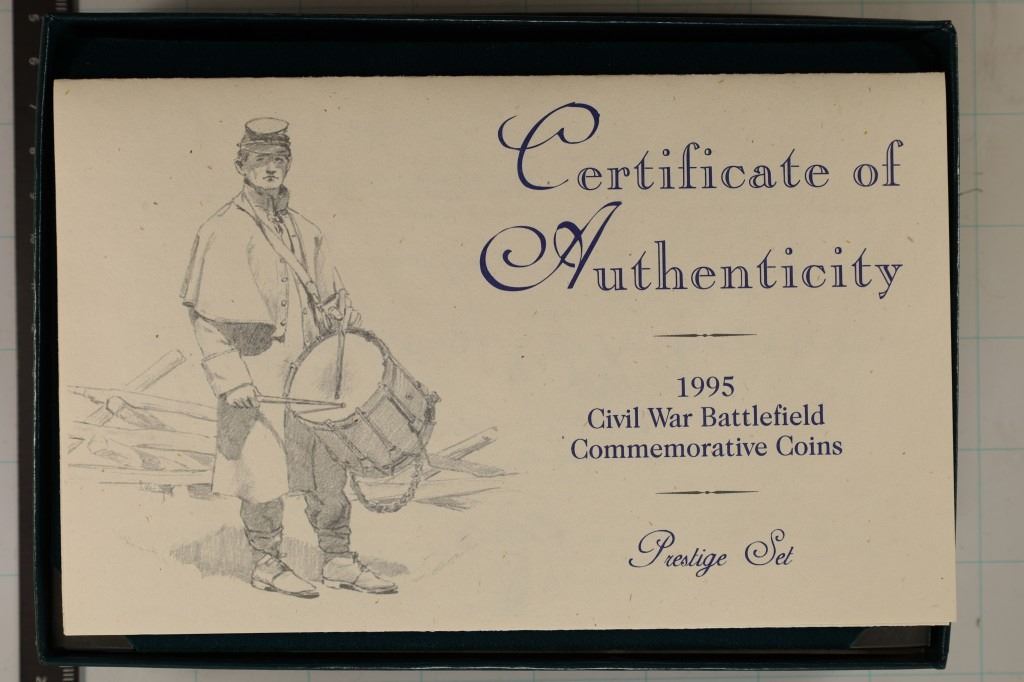 Certificate of
Authenticity
1995
Civil War Battlefield
Commemorative Coins
Prestige Set